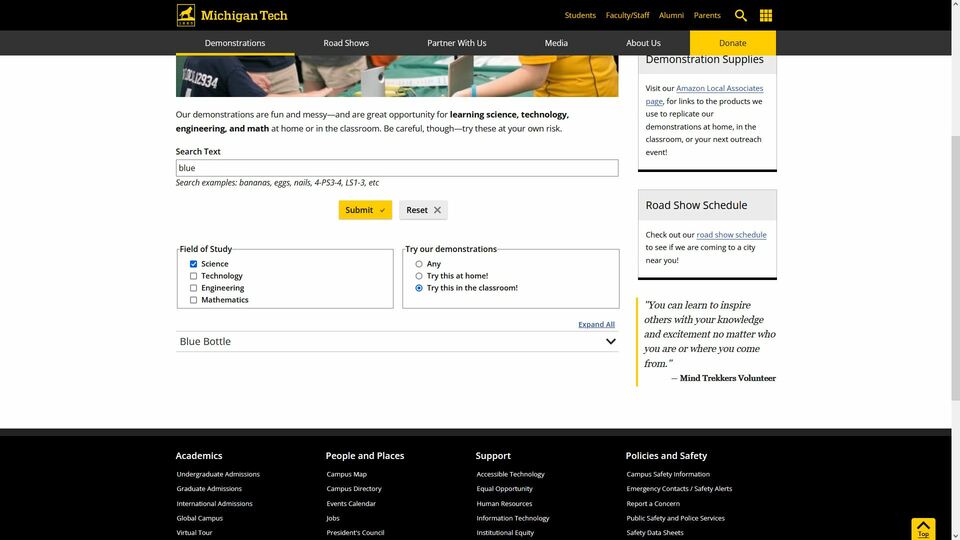 Michigan Tech
1885
Students Faculty/Staff Alumni Parents
Demonstrations Road Shows Partner With Us Media About Us Donate
Our demonstrations are fun and messy—and are great opportunity for learning science, technology,
engineering, and math at home or in the classroom. Be careful, though—try these at your own risk.
Search Text
blue
Search examples: bananas, eggs, nails, 4-PS3-4, LS1-3, etc
Submit Reset
Field of Study
Science
Technology
Engineering
Mathematics
Try our demonstrations
Any
Try this at home!
Try this in the classroom!
Expand All
Blue Bottle
Demonstration Supplies
Visit our Amazon Local Associates
page, for links to the products we
use to replicate our
demonstrations at home, in the
classroom, or your next outreach
event!
Road Show Schedule
Check out our road show schedule
to see if we are coming to a city
near you!
"You can learn to inspire
others with your knowledge
and excitement no matter who
you are or where you come
from."
— Mind Trekkers Volunteer
Academics
Undergraduate Admissions
Graduate Admissions
International Admissions
Global Campus
Virtual Tour
People and Places
Campus Map
Campus Directory
Events Calendar
Jobs
President's Council
Support
Accessible Technology
Equal Opportunity
Human Resources
Information Technology
Institutional Equity
Policies and Safety
Campus Safety Information
Emergency Contacts / Safety Alerts
Report a Concern
Public Safety and Police Services
Safety Data Sheets
Top